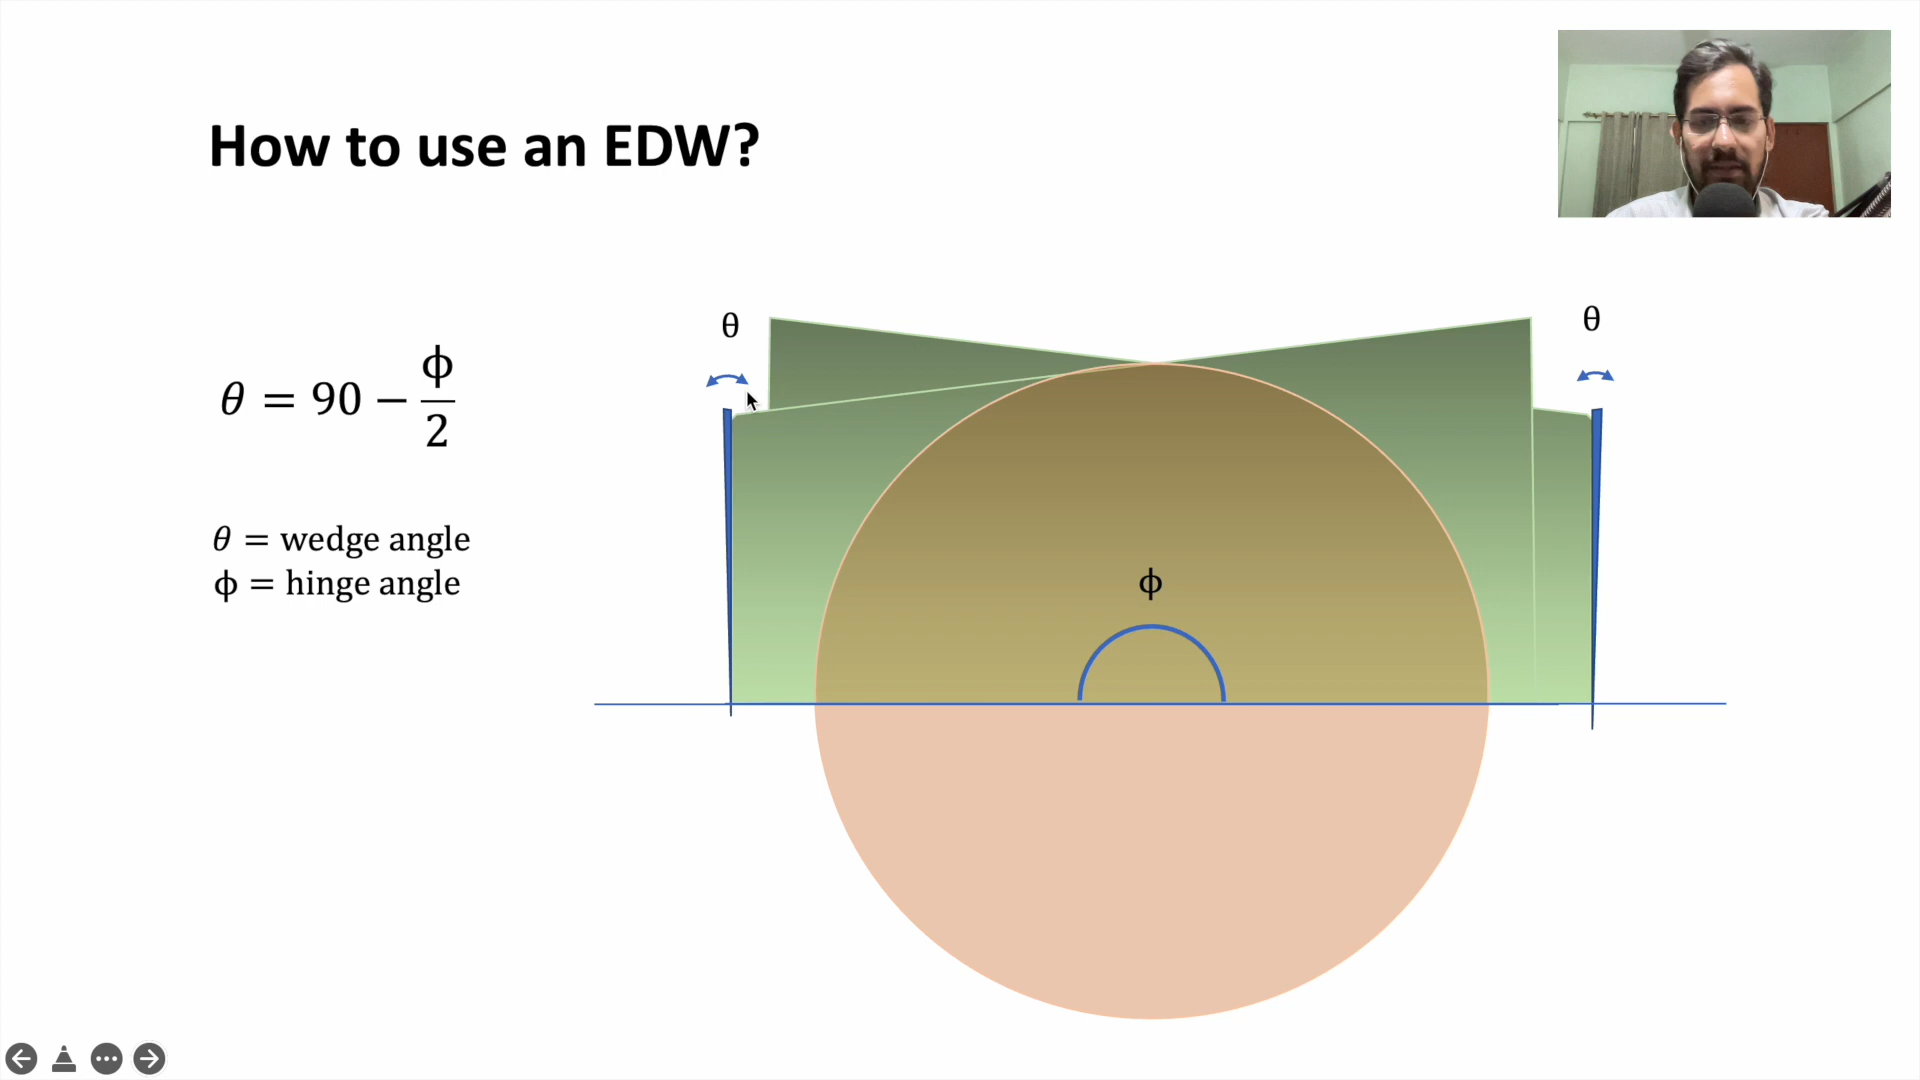 How to use an EDW?
θ = 90 − ϕ/2
θ = wedge angle
ϕ = hinge angle
θ
θ
ϕ